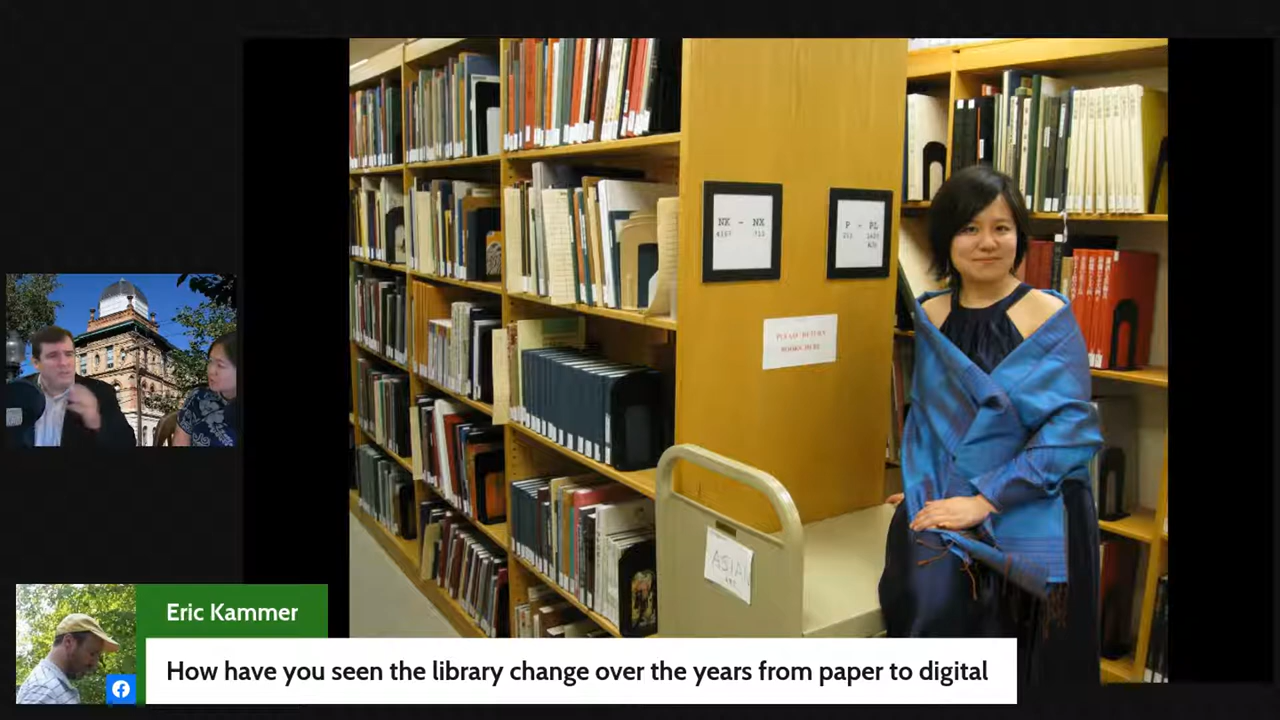 NK - NX
P - PL
PLEASE RETURN
BOOKS HERE
ASIAN
Eric Kammer
How have you seen the library change over the years from paper to digital